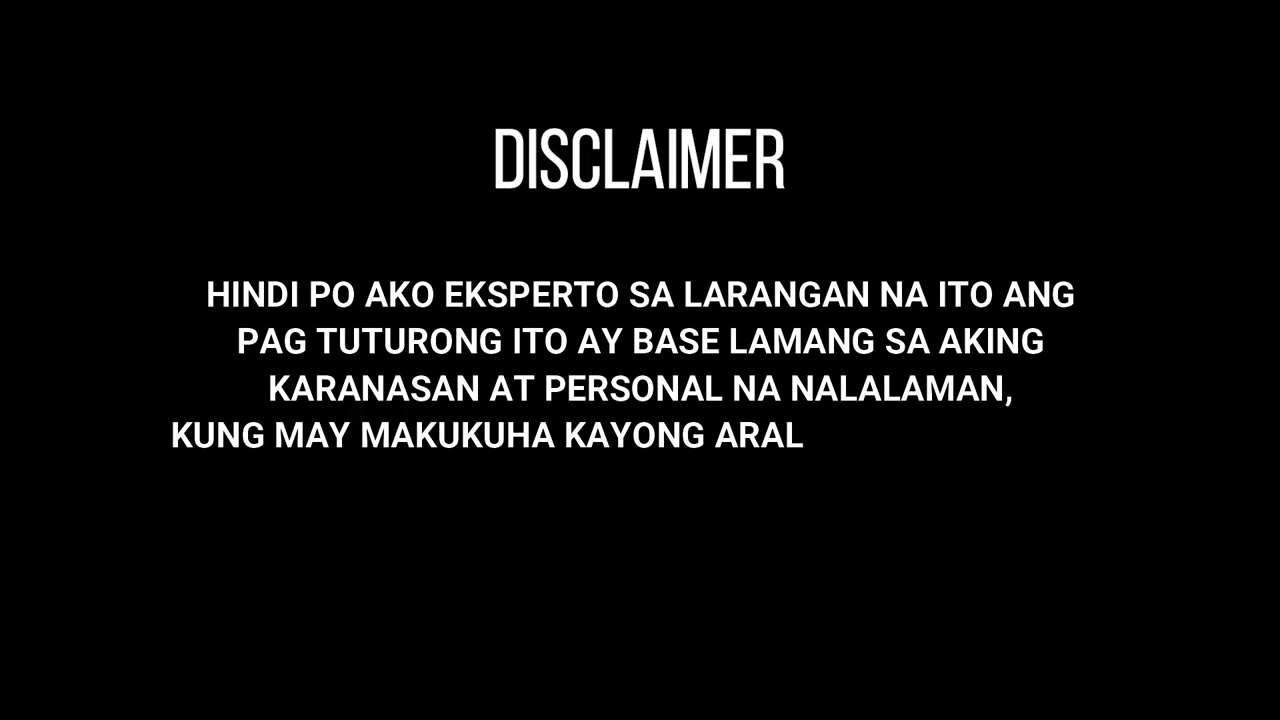 DISCLAIMER
HINDI PO AKO EKSPERTO SA LARANGAN NA ITO ANG
PAG TUTURONG ITO AY BASE LAMANG SA AKING
KARANASAN AT PERSONAL NA NALALAMAN,
KUNG MAY MAKUKUHA KAYONG ARAL